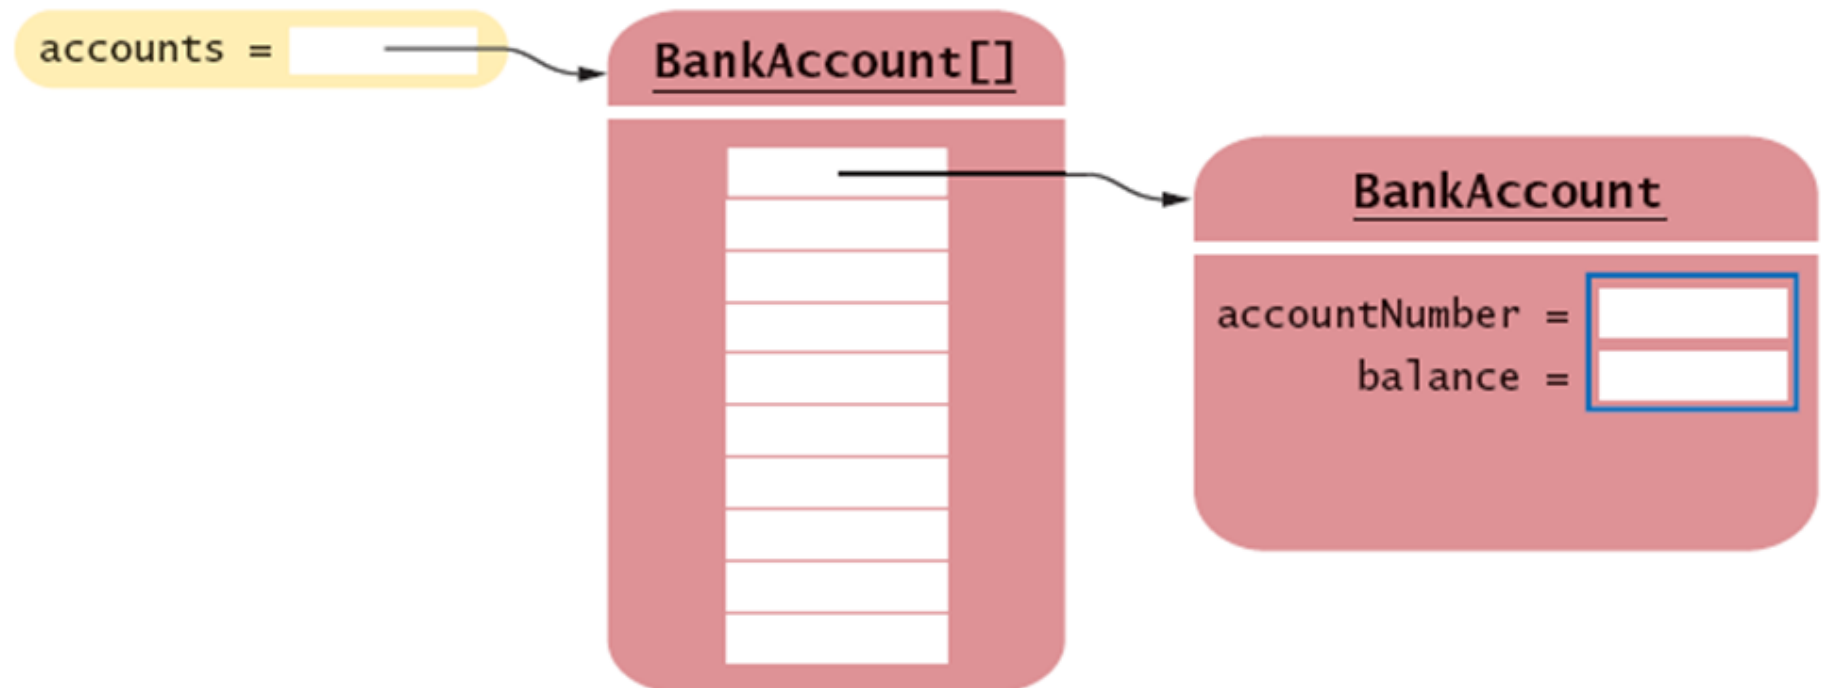 accounts =
BankAccount[]
BankAccount
accountNumber =
balance =